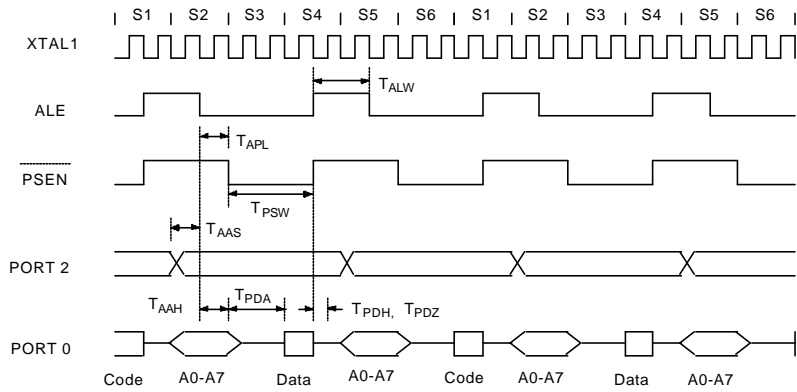 S1 S2 S3 S4 S5 S6 S1 S2 S3 S4 S5 S6
XTAL1
TALW
ALE
TAPL
PSEN
TPSW
TAAS
PORT 2
TAAH TPDA TPDH, TPDZ
PORT 0
Code A0-A7 Data A0-A7 Code A0-A7 Data A0-A7